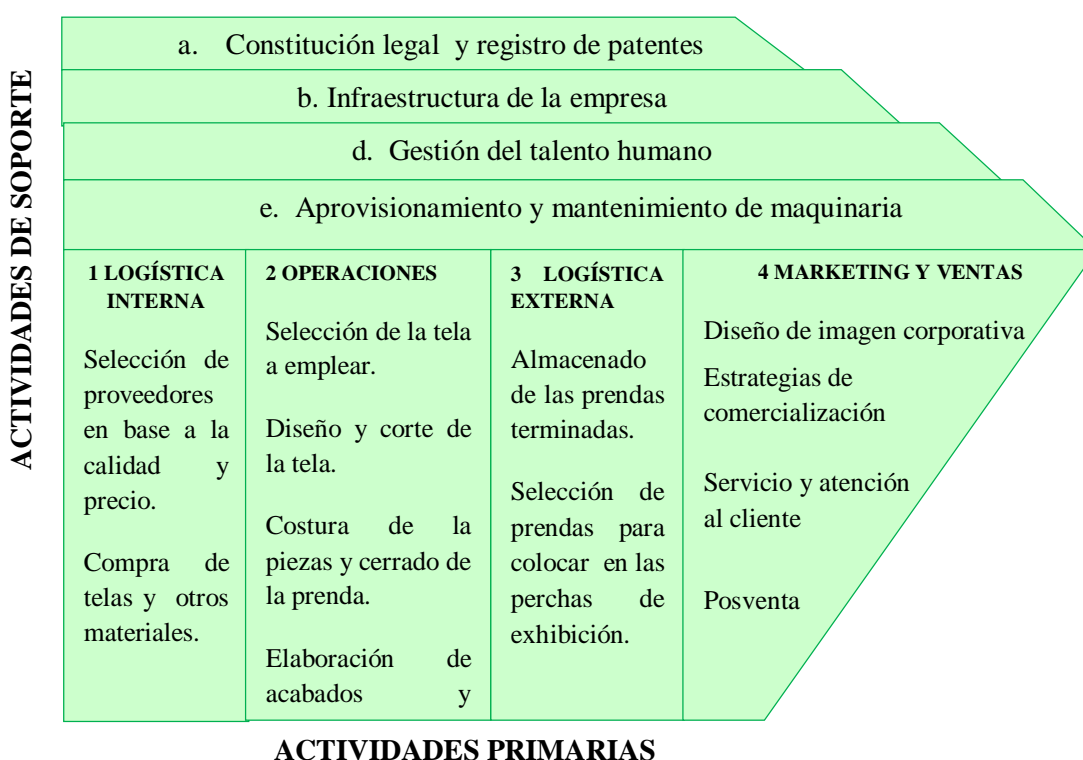 ACTIVIDADES DE SOPORTE
a. Constitución legal y registro de patentes
b. Infraestructura de la empresa
d. Gestión del talento humano
e. Aprovisionamiento y mantenimiento de maquinaria
1 LOGÍSTICA
INTERNA
Selección de
proveedores
en base a la
calidad y
precio.
Compra de
telas y otros
materiales.
2 OPERACIONES
Selección de la tela
a emplear.
Diseño y corte de
la tela.
Costura de la
piezas y cerrado de
la prenda.
Elaboración de
acabados y
3 LOGÍSTICA
EXTERNA
Almacenado
de las prendas
terminadas.
Selección de
prendas para
colocar en las
perchas de
exhibición.
4 MARKETING Y VENTAS
Diseño de imagen corporativa
Estrategias de
comercialización
Servicio y atención
al cliente
Posventa
ACTIVIDADES PRIMARIAS